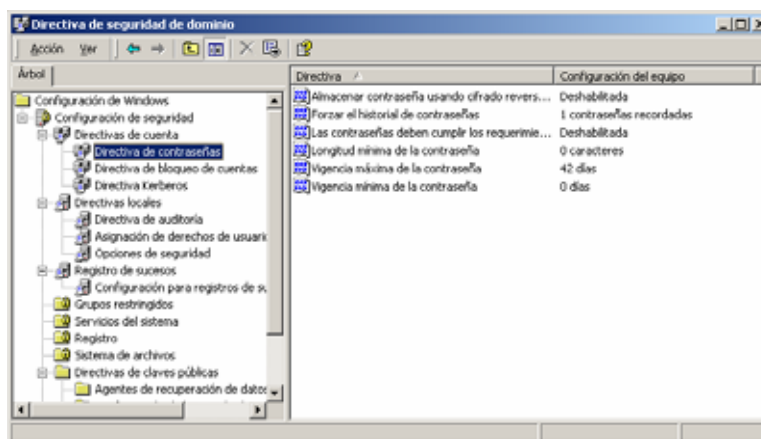 Directiva de seguridad de dominio
Acción Ver
Árbol
Directiva Configuración del equipo
Configuración de Windows
Configuración de seguridad
Directivas de cuenta
Directiva de contraseñas
Directiva de bloqueo de cuentas
Directiva Kerberos
Directivas locales
Directiva de auditoría
Asignación de derechos de usuari
Opciones de seguridad
Registro de sucesos
Configuración para registros de su
Grupos restringidos
Servicios del sistema
Registro
Sistema de archivos
Directivas de claves públicas
Agentes de recuperación de datos
Almacenar contraseña usando cifrado revers... Deshabilitada
Forzar el historial de contraseñas 1 contraseñas recordadas
Las contraseñas deben cumplir los requerimie... Deshabilitada
Longitud mínima de la contraseña 0 caracteres
Vigencia máxima de la contraseña 42 días
Vigencia mínima de la contraseña 0 días